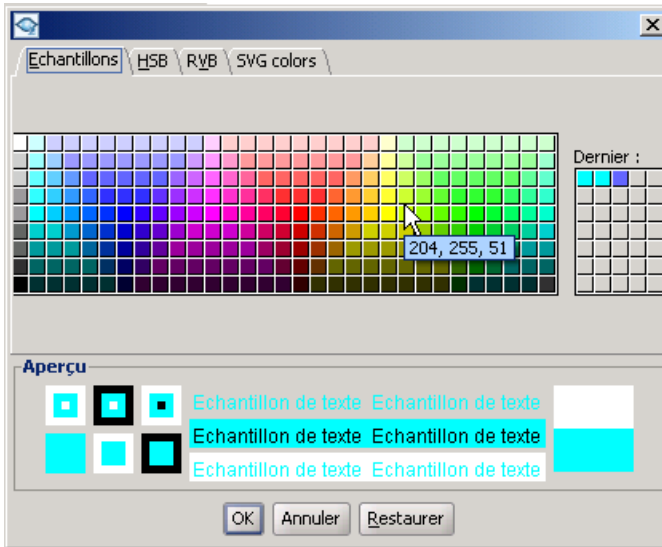 Echantillons HSB RVB SVG colors
Dernier :
204, 255, 51
Aperçu
Echantillon de texte Echantillon de texte
Echantillon de texte Echantillon de texte
Echantillon de texte Echantillon de texte
OK Annuler Restaurer